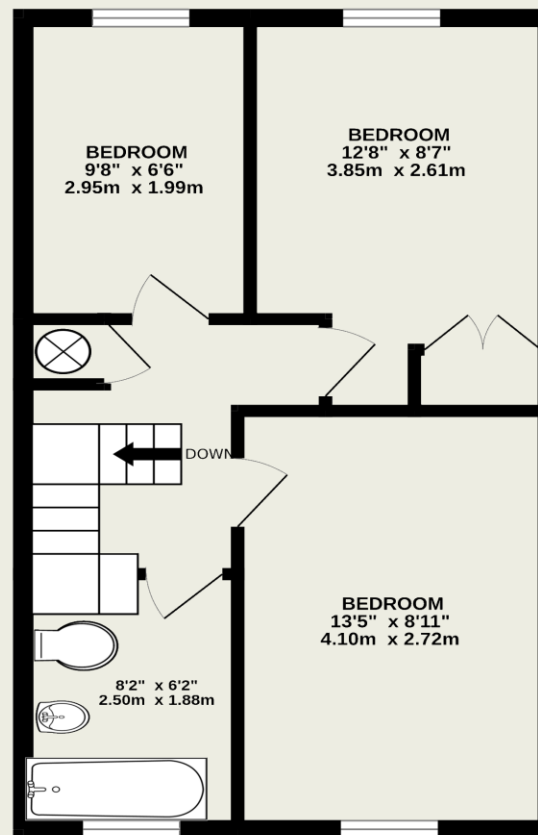 BEDROOM
9'8" x 6'6"
2.95m x 1.99m
BEDROOM
12'8" x 8'7"
3.85m x 2.61m
DOWN
BEDROOM
13'5" x 8'11"
4.10m x 2.72m
8'2" x 6'2"
2.50m x 1.88m